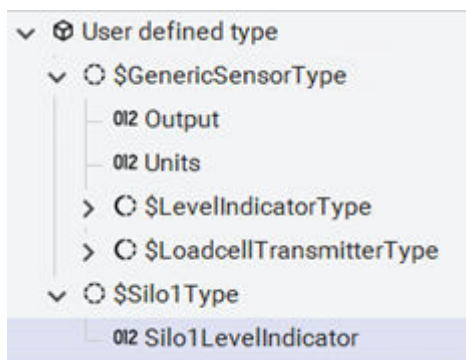 User defined type
$GenericSensorType
012 Output
012 Units
$LevelIndicatorType
$LoadcellTransmitterType
$Silo1Type
012 Silo1LevelIndicator